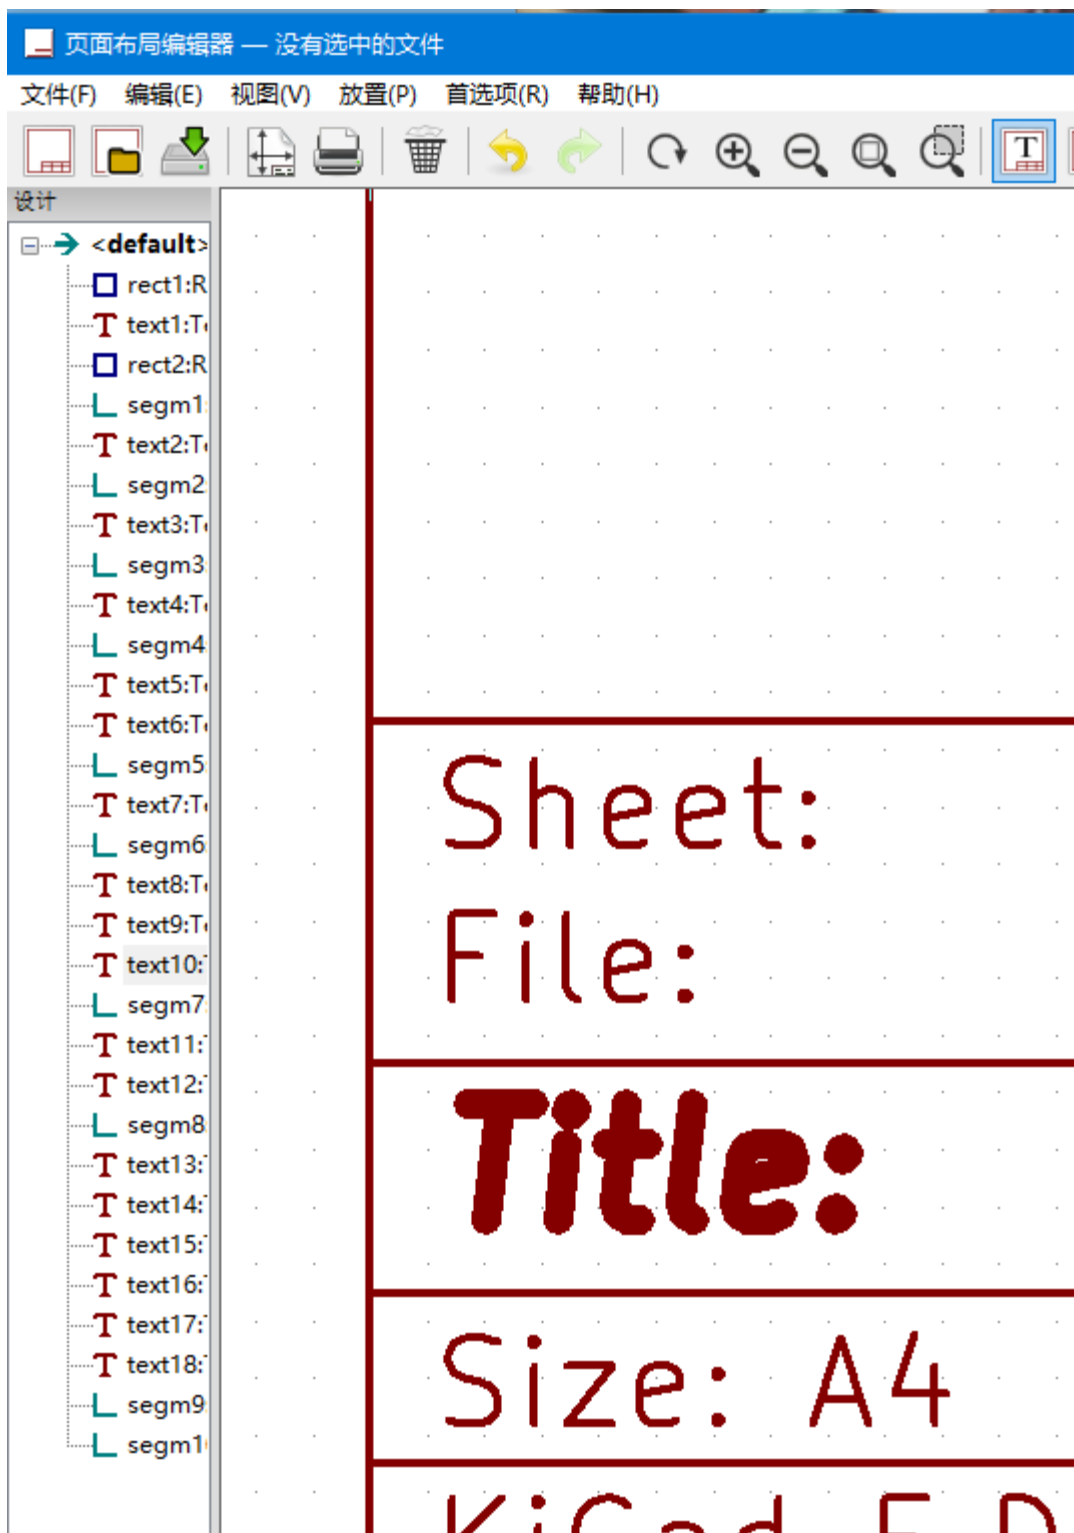 页面布局编辑器 — 没有选中的文件
文件(F) 编辑(E) 视图(V) 放置(P) 首选项(R) 帮助(H)
T
设计
<default>
rect1:R
text1:T
rect2:R
segm1
text2:T
segm2
text3:T
segm3
text4:T
segm4
text5:T
text6:T
segm5
text7:T
segm6
text8:T
text9:T
text10:
segm7
text11:
text12:
segm8
text13:
text14:
text15:
text16:
text17:
text18:
segm9
segm1
Sheet:
File:
Title:
Size: A4
KiCad E.D